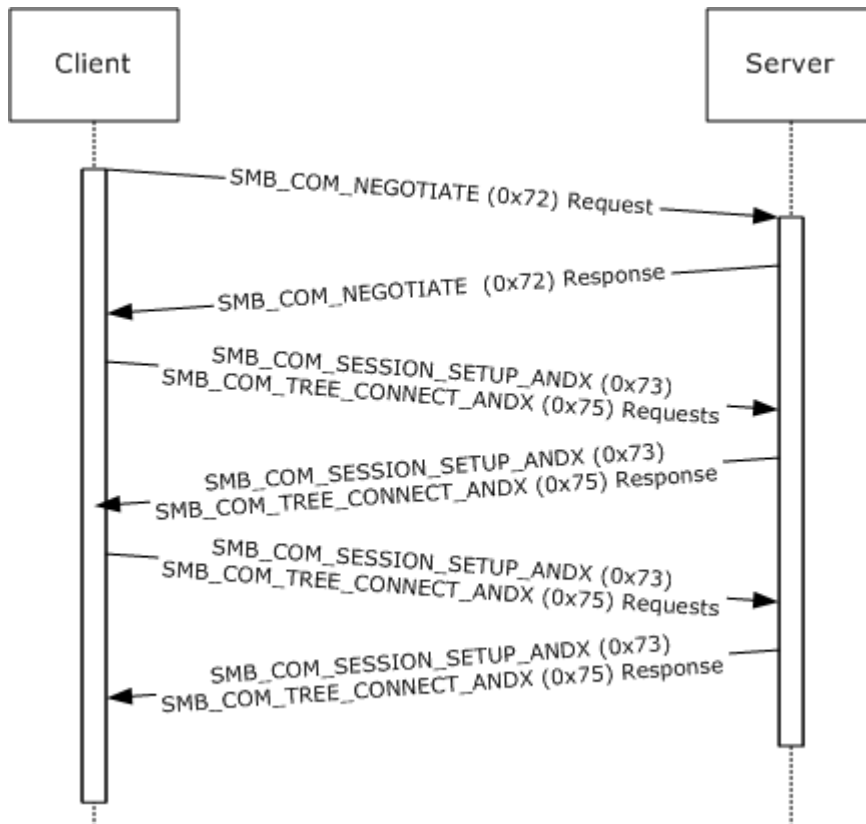 Client
Server
SMB_COM_NEGOTIATE (0x72) Request
SMB_COM_NEGOTIATE  (0x72) Response
SMB_COM_SESSION_SETUP_ANDX (0x73)
SMB_COM_TREE_CONNECT_ANDX (0x75) Requests
SMB_COM_SESSION_SETUP_ANDX (0x73)
SMB_COM_TREE_CONNECT_ANDX (0x75) Response
SMB_COM_SESSION_SETUP_ANDX (0x73)
SMB_COM_TREE_CONNECT_ANDX (0x75) Requests
SMB_COM_SESSION_SETUP_ANDX (0x73)
SMB_COM_TREE_CONNECT_ANDX (0x75) Response